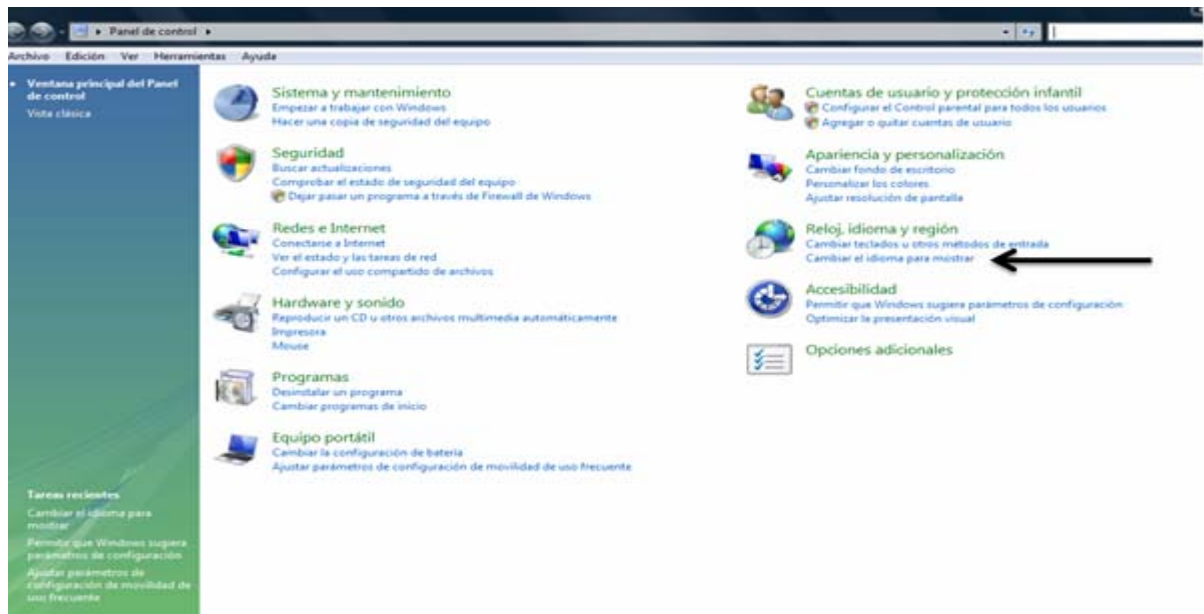 Panel de control
Archivo Edición Ver Herramientas Ayuda
Ventana principal del Panel
de control
Vista clásica
Sistema y mantenimiento
Empezar a trabajar con Windows
Hacer una copia de seguridad del equipo
Seguridad
Buscar actualizaciones
Comprobar el estado de seguridad del equipo
Dejar pasar un programa a través de Firewall de Windows
Redes e Internet
Conectarse a Internet
Ver el estado y las tareas de red
Configurar el uso compartido de archivos
Hardware y sonido
Reproducir un CD u otros archivos multimedia automáticamente
Impresora
Mouse
Programas
Desinstalar un programa
Cambiar programas de inicio
Equipo portátil
Cambiar la configuración de batería
Ajustar parámetros de configuración de movilidad de uso frecuente
Cuentas de usuario y protección infantil
Configurar el Control parental para todos los usuarios
Agregar o quitar cuentas de usuario
Apariencia y personalización
Cambiar fondo de escritorio
Personalizar los colores
Ajustar resolución de pantalla
Reloj, idioma y región
Cambiar teclados u otros métodos de entrada
Cambiar el idioma para mostrar
Accesibilidad
Permitir que Windows sugiera parámetros de configuración
Optimizar la presentación visual
Opciones adicionales
Tareas recientes
Cambiar el idioma para
mostrar
Permitir que Windows sugiera
parámetros de configuración
Ajustar parámetros de
configuración de movilidad de
uso frecuente